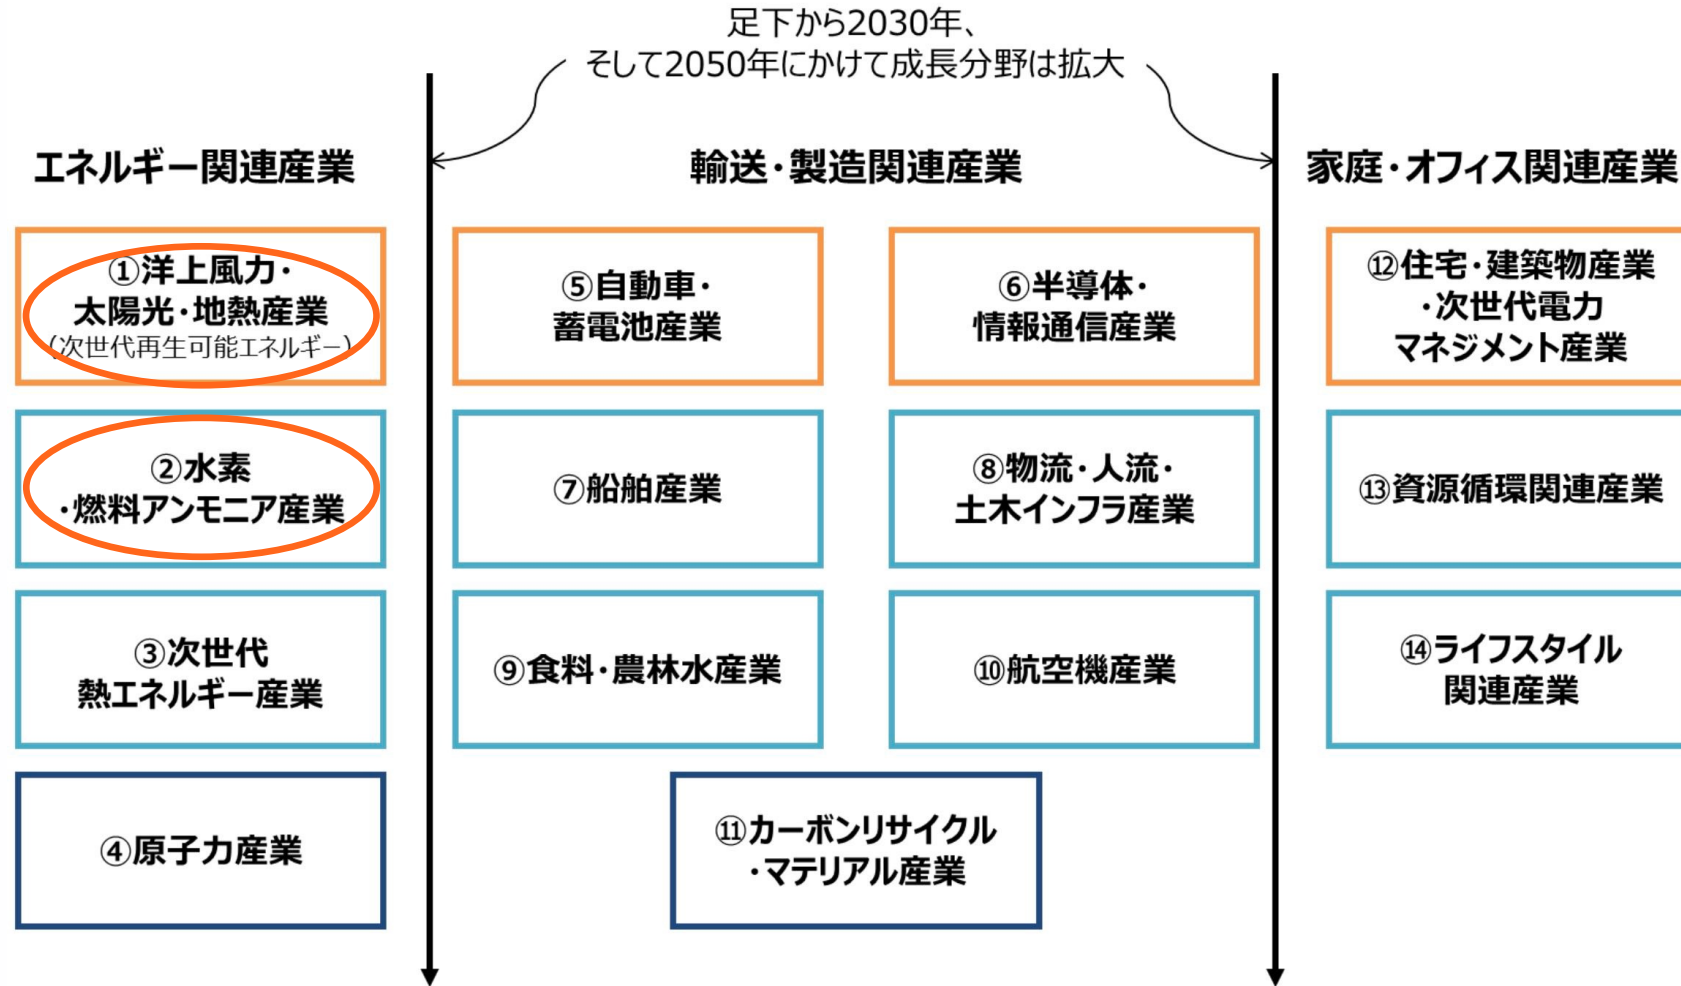 足下から2030年、
そして2050年にかけて成長分野は拡大
エネルギー関連産業
輸送・製造関連産業
家庭・オフィス関連産業
①洋上風力・
太陽光・地熱産業
(次世代再生可能エネルギー)
②水素
・燃料アンモニア産業
③次世代
熱エネルギー産業
④原子力産業
⑤自動車・
蓄電池産業
⑥半導体・
情報通信産業
⑦船舶産業
⑧物流・人流・
土木インフラ産業
⑨食料・農林水産業
⑩航空機産業
⑪カーボンリサイクル
・マテリアル産業
⑫住宅・建築物産業
・次世代電力
マネジメント産業
⑬資源循環関連産業
⑭ライフスタイル
関連産業